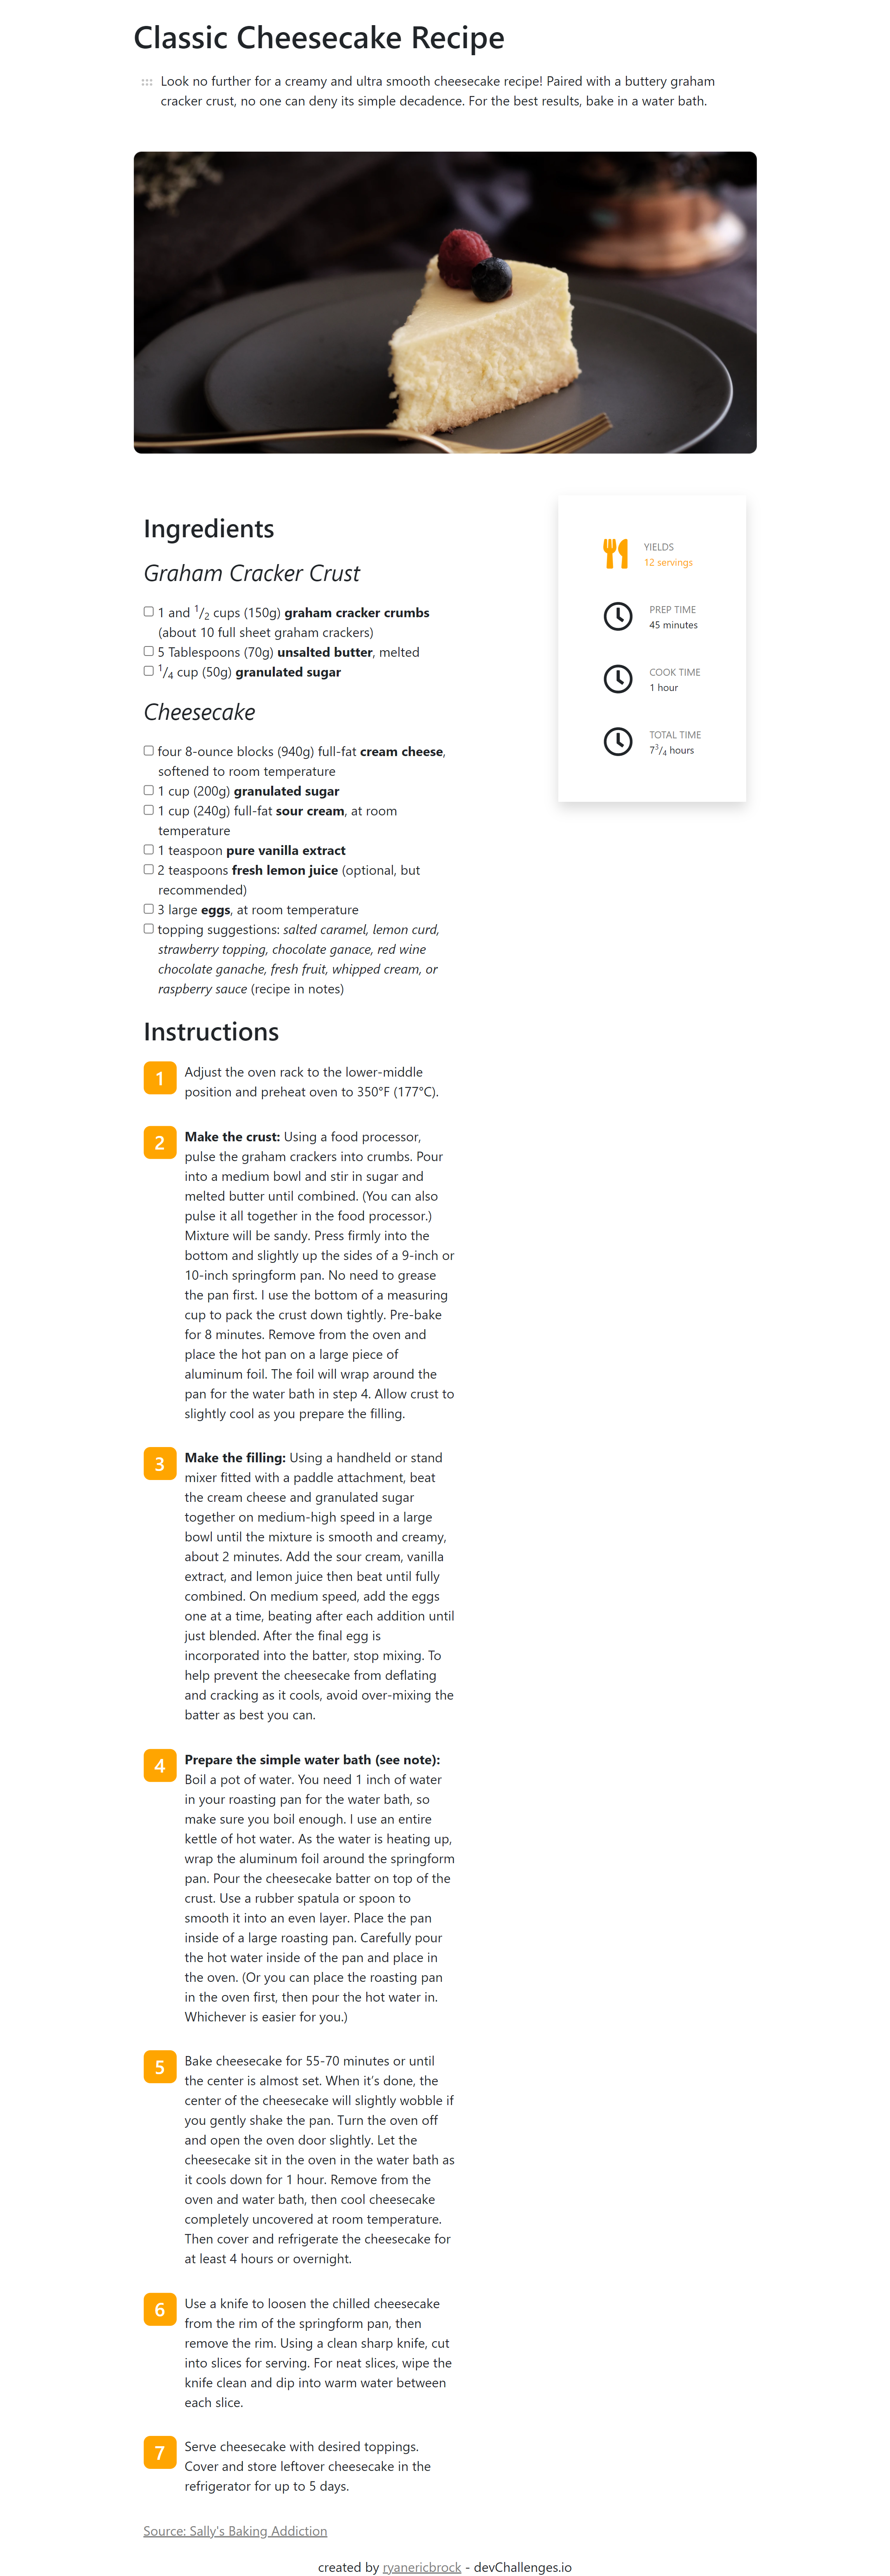 Classic Cheesecake Recipe
Look no further for a creamy and ultra smooth cheesecake recipe! Paired with a buttery graham
cracker crust, no one can deny its simple decadence. For the best results, bake in a water bath.
Ingredients
Graham Cracker Crust
1 and 1/2 cups (150g) graham cracker crumbs
(about 10 full sheet graham crackers)
5 Tablespoons (70g) unsalted butter, melted
1/4 cup (50g) granulated sugar
Cheesecake
four 8-ounce blocks (940g) full-fat cream cheese,
softened to room temperature
1 cup (200g) granulated sugar
1 cup (240g) full-fat sour cream, at room
temperature
1 teaspoon pure vanilla extract
2 teaspoons fresh lemon juice (optional, but
recommended)
3 large eggs, at room temperature
topping suggestions: salted caramel, lemon curd,
strawberry topping, chocolate ganace, red wine
chocolate ganache, fresh fruit, whipped cream, or
raspberry sauce (recipe in notes)
YIELDS
12 servings
PREP TIME
45 minutes
COOK TIME
1 hour
TOTAL TIME
7 3/4 hours
Instructions
1 Adjust the oven rack to the lower-middle
position and preheat oven to 350°F (177°C).
2 Make the crust: Using a food processor,
pulse the graham crackers into crumbs. Pour
into a medium bowl and stir in sugar and
melted butter until combined. (You can also
pulse it all together in the food processor.)
Mixture will be sandy. Press firmly into the
bottom and slightly up the sides of a 9-inch or
10-inch springform pan. No need to grease
the pan first. I use the bottom of a measuring
cup to pack the crust down tightly. Pre-bake
for 8 minutes. Remove from the oven and
place the hot pan on a large piece of
aluminum foil. The foil will wrap around the
pan for the water bath in step 4. Allow crust to
slightly cool as you prepare the filling.
3 Make the filling: Using a handheld or stand
mixer fitted with a paddle attachment, beat
the cream cheese and granulated sugar
together on medium-high speed in a large
bowl until the mixture is smooth and creamy,
about 2 minutes. Add the sour cream, vanilla
extract, and lemon juice then beat until fully
combined. On medium speed, add the eggs
one at a time, beating after each addition until
just blended. After the final egg is
incorporated into the batter, stop mixing. To
help prevent the cheesecake from deflating
and cracking as it cools, avoid over-mixing the
batter as best you can.
4 Prepare the simple water bath (see note):
Boil a pot of water. You need 1 inch of water
in your roasting pan for the water bath, so
make sure you boil enough. I use an entire
kettle of hot water. As the water is heating up,
wrap the aluminum foil around the springform
pan. Pour the cheesecake batter on top of the
crust. Use a rubber spatula or spoon to
smooth it into an even layer. Place the pan
inside of a large roasting pan. Carefully pour
the hot water inside of the pan and place in
the oven. (Or you can place the roasting pan
in the oven first, then pour the hot water in.
Whichever is easier for you.)
5 Bake cheesecake for 55-70 minutes or until
the center is almost set. When it's done, the
center of the cheesecake will slightly wobble if
you gently shake the pan. Turn the oven off
and open the oven door slightly. Let the
cheesecake sit in the oven in the water bath as
it cools down for 1 hour. Remove from the
oven and water bath, then cool cheesecake
completely uncovered at room temperature.
Then cover and refrigerate the cheesecake for
at least 4 hours or overnight.
6 Use a knife to loosen the chilled cheesecake
from the rim of the springform pan, then
remove the rim. Using a clean sharp knife, cut
into slices for serving. For neat slices, wipe the
knife clean and dip into warm water between
each slice.
7 Serve cheesecake with desired toppings.
Cover and store leftover cheesecake in the
refrigerator for up to 5 days.
Source: Sally's Baking Addiction
created by ryanericbrock - devChallenges.io